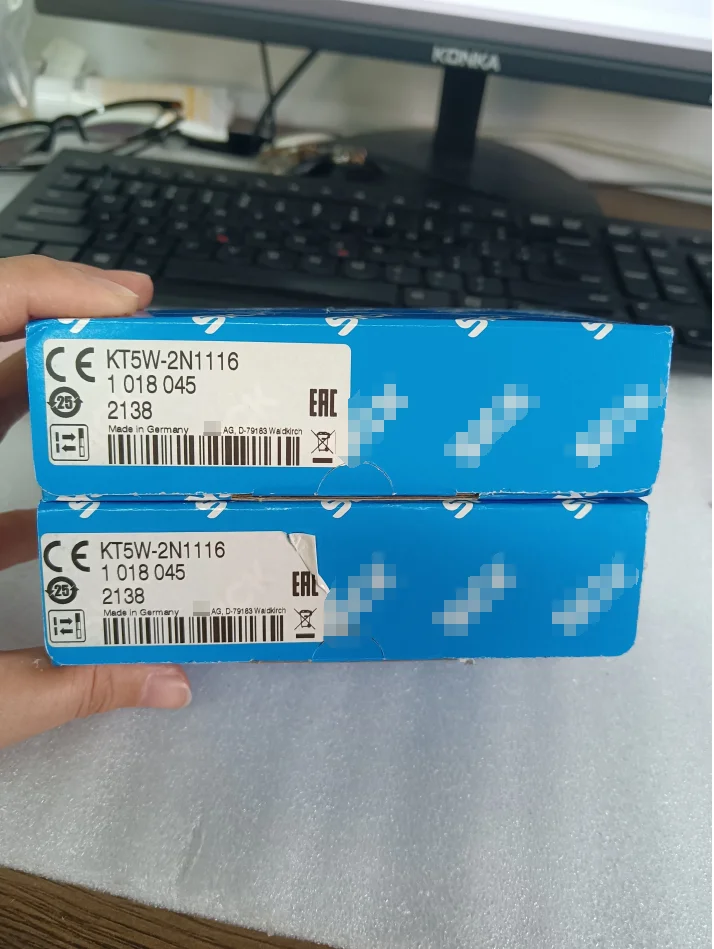 KONKA
CE
KT5W-2N1116
1 018 045
2138
25
EAC
Made in Germany AG, D-79183 Waldkirch
CE
KT5W-2N1116
1 018 045
2138
25
EAC
Made in Germany AG, D-79183 Waldkirch